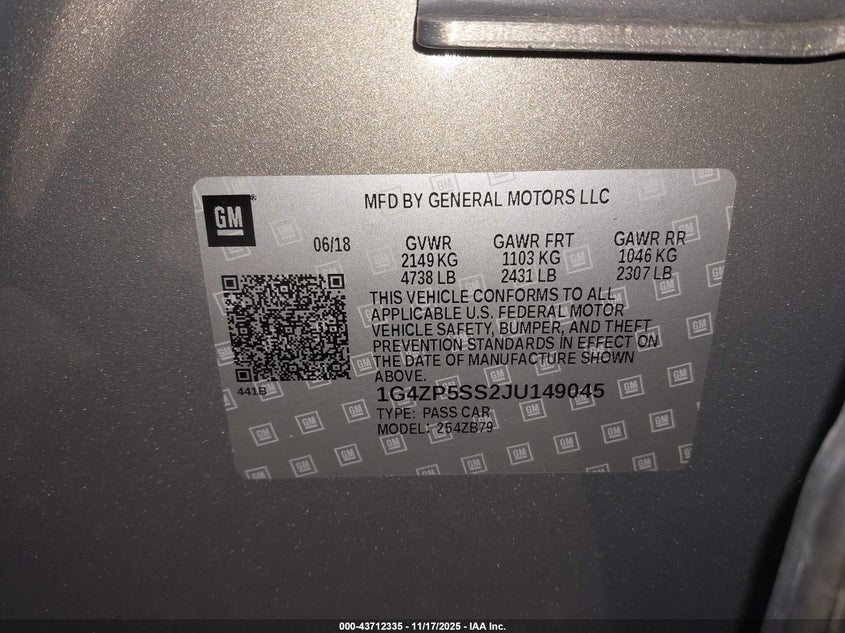 MFD BY GENERAL MOTORS LLC
GM
06/18 GVWR GAWR FRT GAWR RR
2149 KG 1103 KG 1046 KG
4738 LB 2431 LB 2307 LB
THIS VEHICLE CONFORMS TO ALL
APPLICABLE U.S. FEDERAL MOTOR
VEHICLE SAFETY, BUMPER, AND THEFT
PREVENTION STANDARDS IN EFFECT ON
THE DATE OF MANUFACTURE SHOWN
ABOVE.
441B
1G4ZP5SS2JU149045
TYPE: PASS CAR
MODEL: 254ZB79
000-43712335 - 11/17/2025 - IAA Inc.